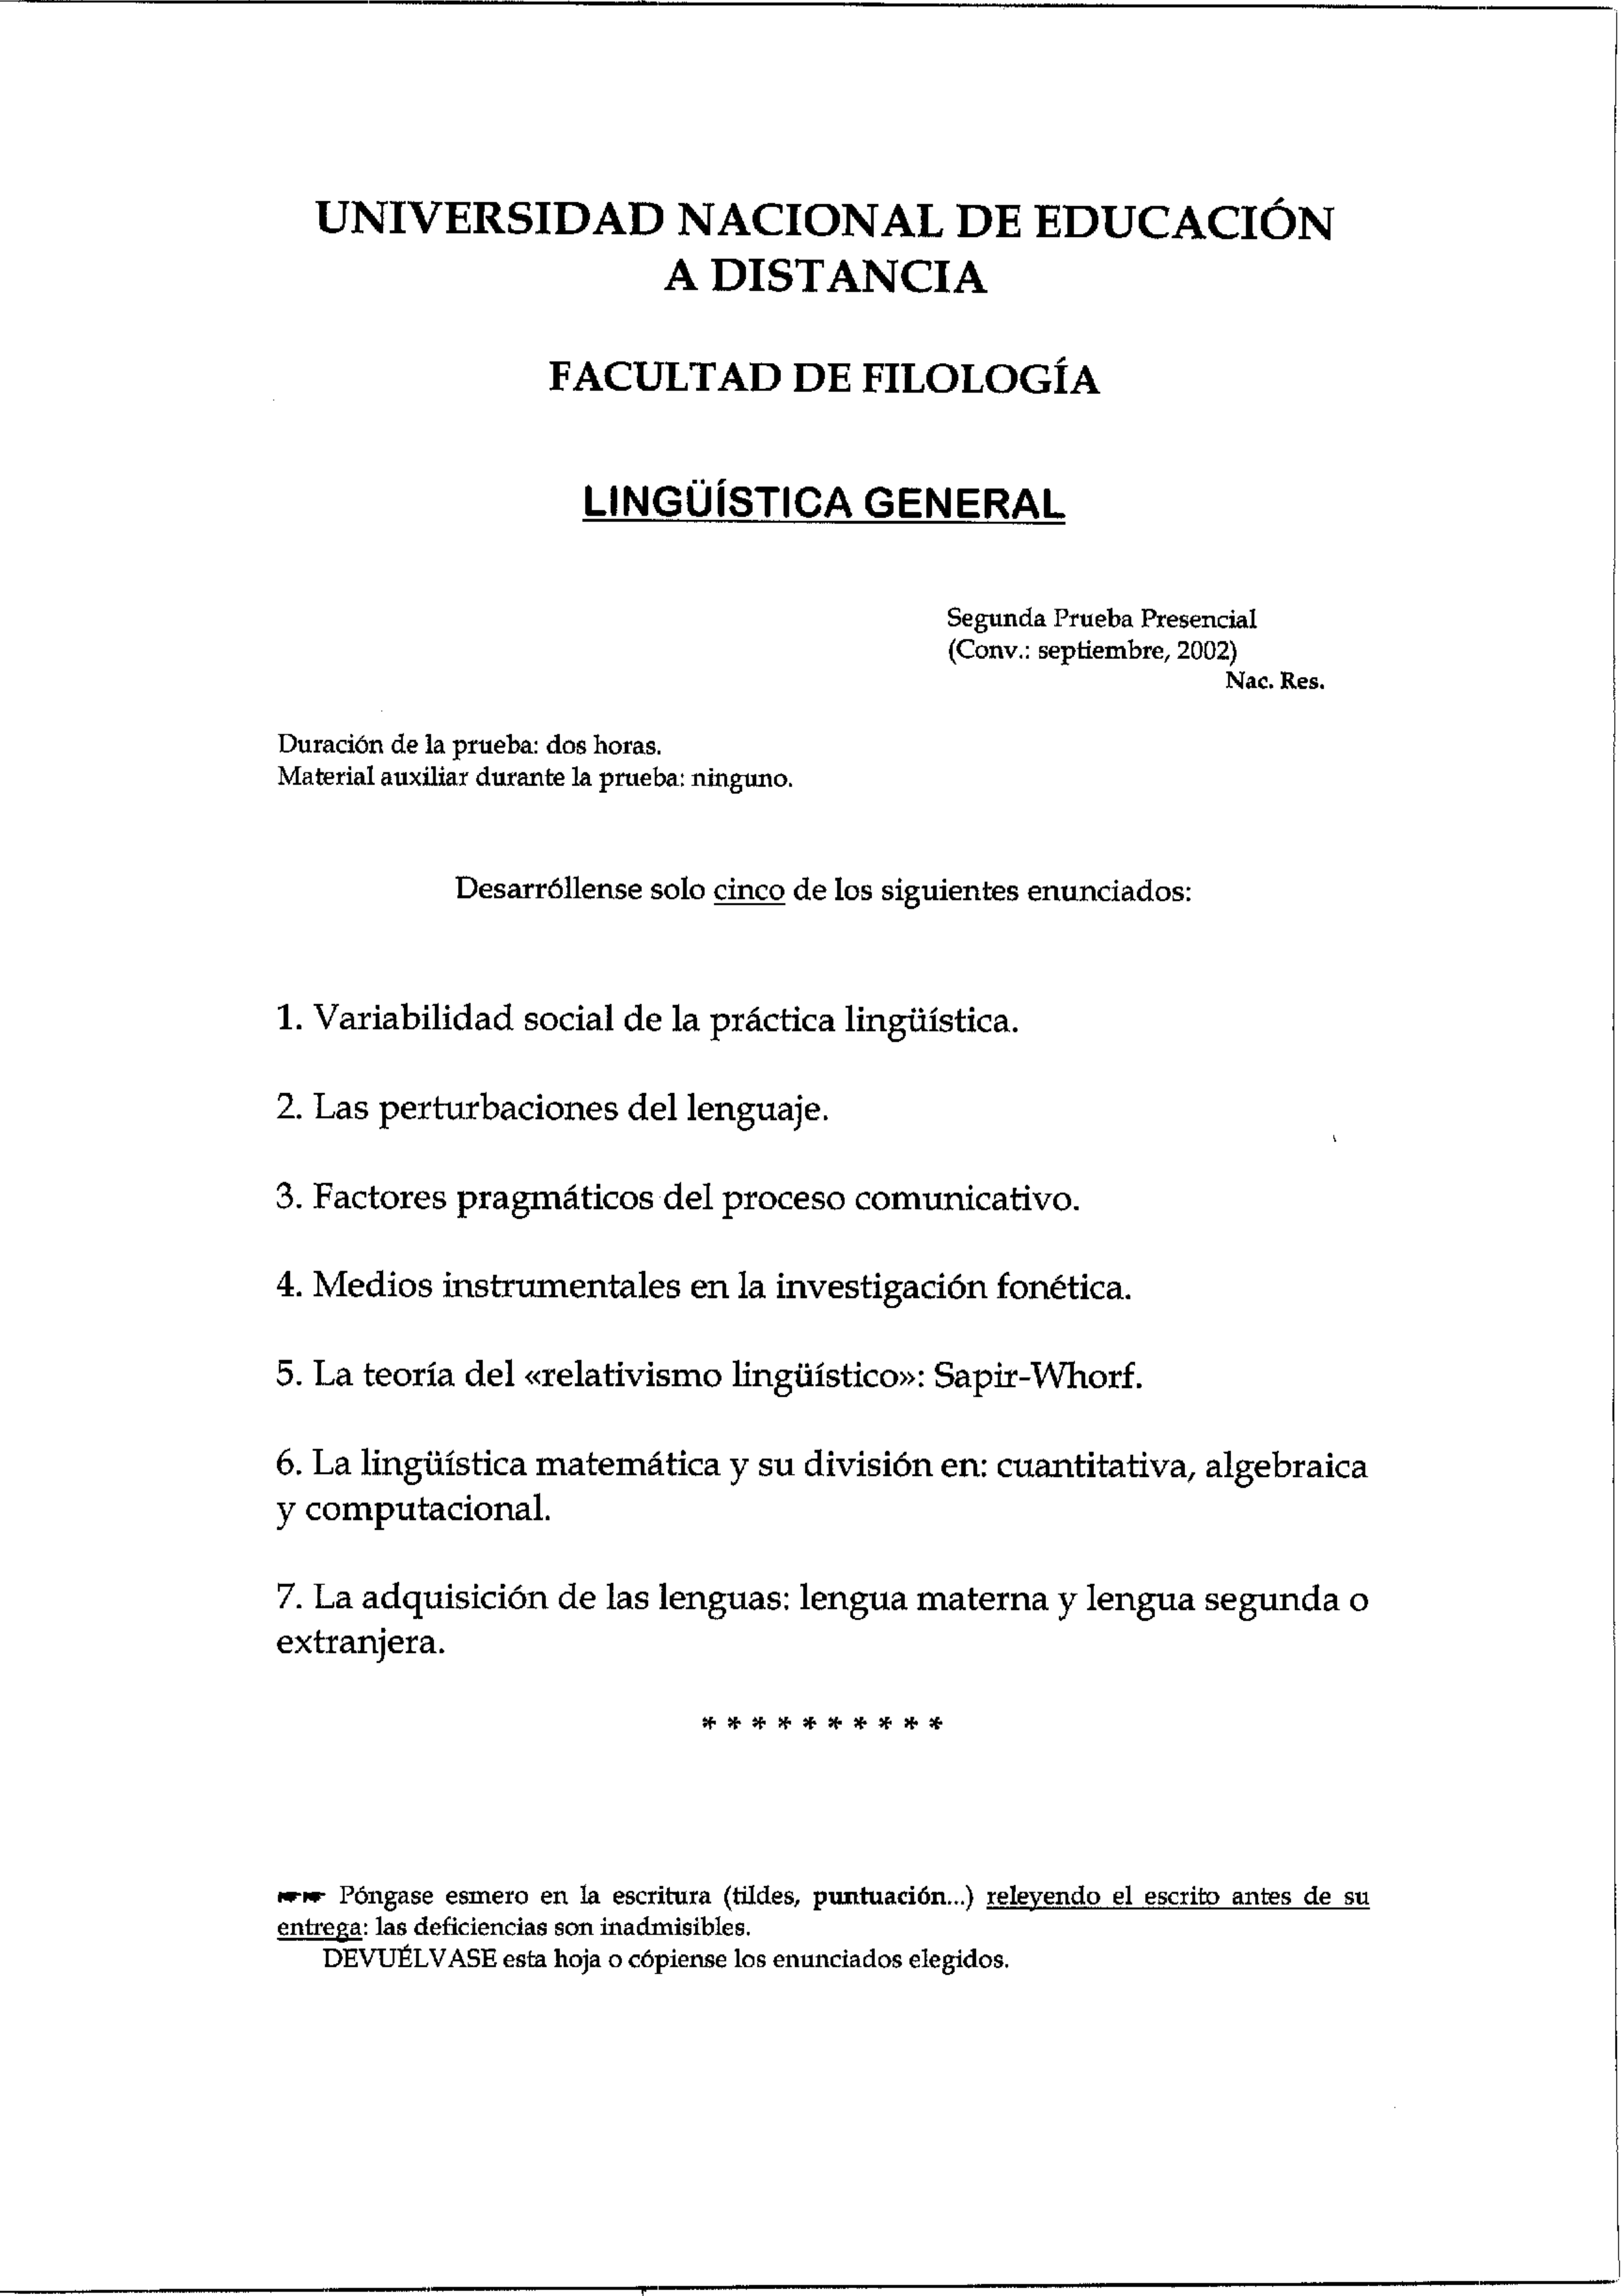 UNIVERSIDAD NACIONAL DE EDUCACIÓN
A DISTANCIA
FACULTAD DE FILOLOGÍA
LINGÜÍSTICA GENERAL
Segunda Prueba Presencial
(Conv.: septiembre, 2002)
Nac. Res.
Duración de la prueba: dos horas.
Material auxiliar durante la prueba: ninguno.
Desarróllense solo cinco de los siguientes enunciados:
1. Variabilidad social de la práctica lingüística.
2. Las perturbaciones del lenguaje.
3. Factores pragmáticos del proceso comunicativo.
4. Medios instrumentales en la investigación fonética.
5. La teoría del «relativismo lingüístico»: Sapir-Whorf.
6. La lingüística matemática y su división en: cuantitativa, algebraica
y computacional.
7. La adquisición de las lenguas: lengua materna y lengua segunda o
extranjera.
* * * * * * * * * *
☛☛ Póngase esmero en la escritura (tildes, puntuación...) releyendo el escrito antes de su
entrega: las deficiencias son inadmisibles.
DEVUÉLVASE esta hoja o cópiense los enunciados elegidos.